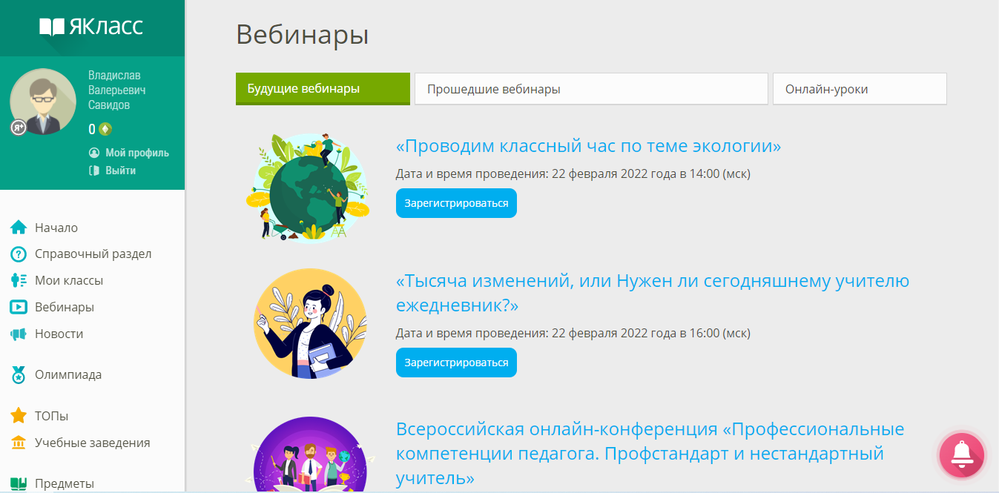 ЯКласс
Владислав
Валерьевич
Савидов
0
Я+
Мой профиль
Выйти
Начало
Справочный раздел
Мои классы
Вебинары
Новости
Олимпиада
ТОПы
Учебные заведения
Предметы
Вебинары
Будущие вебинары
Прошедшие вебинары
Онлайн-уроки
«Проводим классный час по теме экологии»
Дата и время проведения: 22 февраля 2022 года в 14:00 (мск)
Зарегистрироваться
«Тысяча изменений, или Нужен ли сегодняшнему учителю
ежедневник?»
Дата и время проведения: 22 февраля 2022 года в 16:00 (мск)
Зарегистрироваться
Всероссийская онлайн-конференция «Профессиональные
компетенции педагога. Профстандарт и нестандартный
учитель»